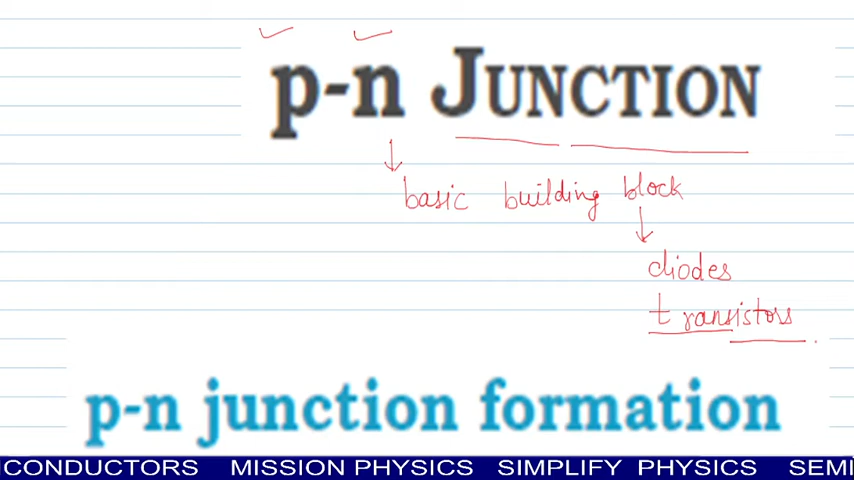 p-n JUNCTION
basic building block
diodes
transistors
p-n junction formation
CONDUCTORS MISSION PHYSICS SIMPLIFY PHYSICS SEMI